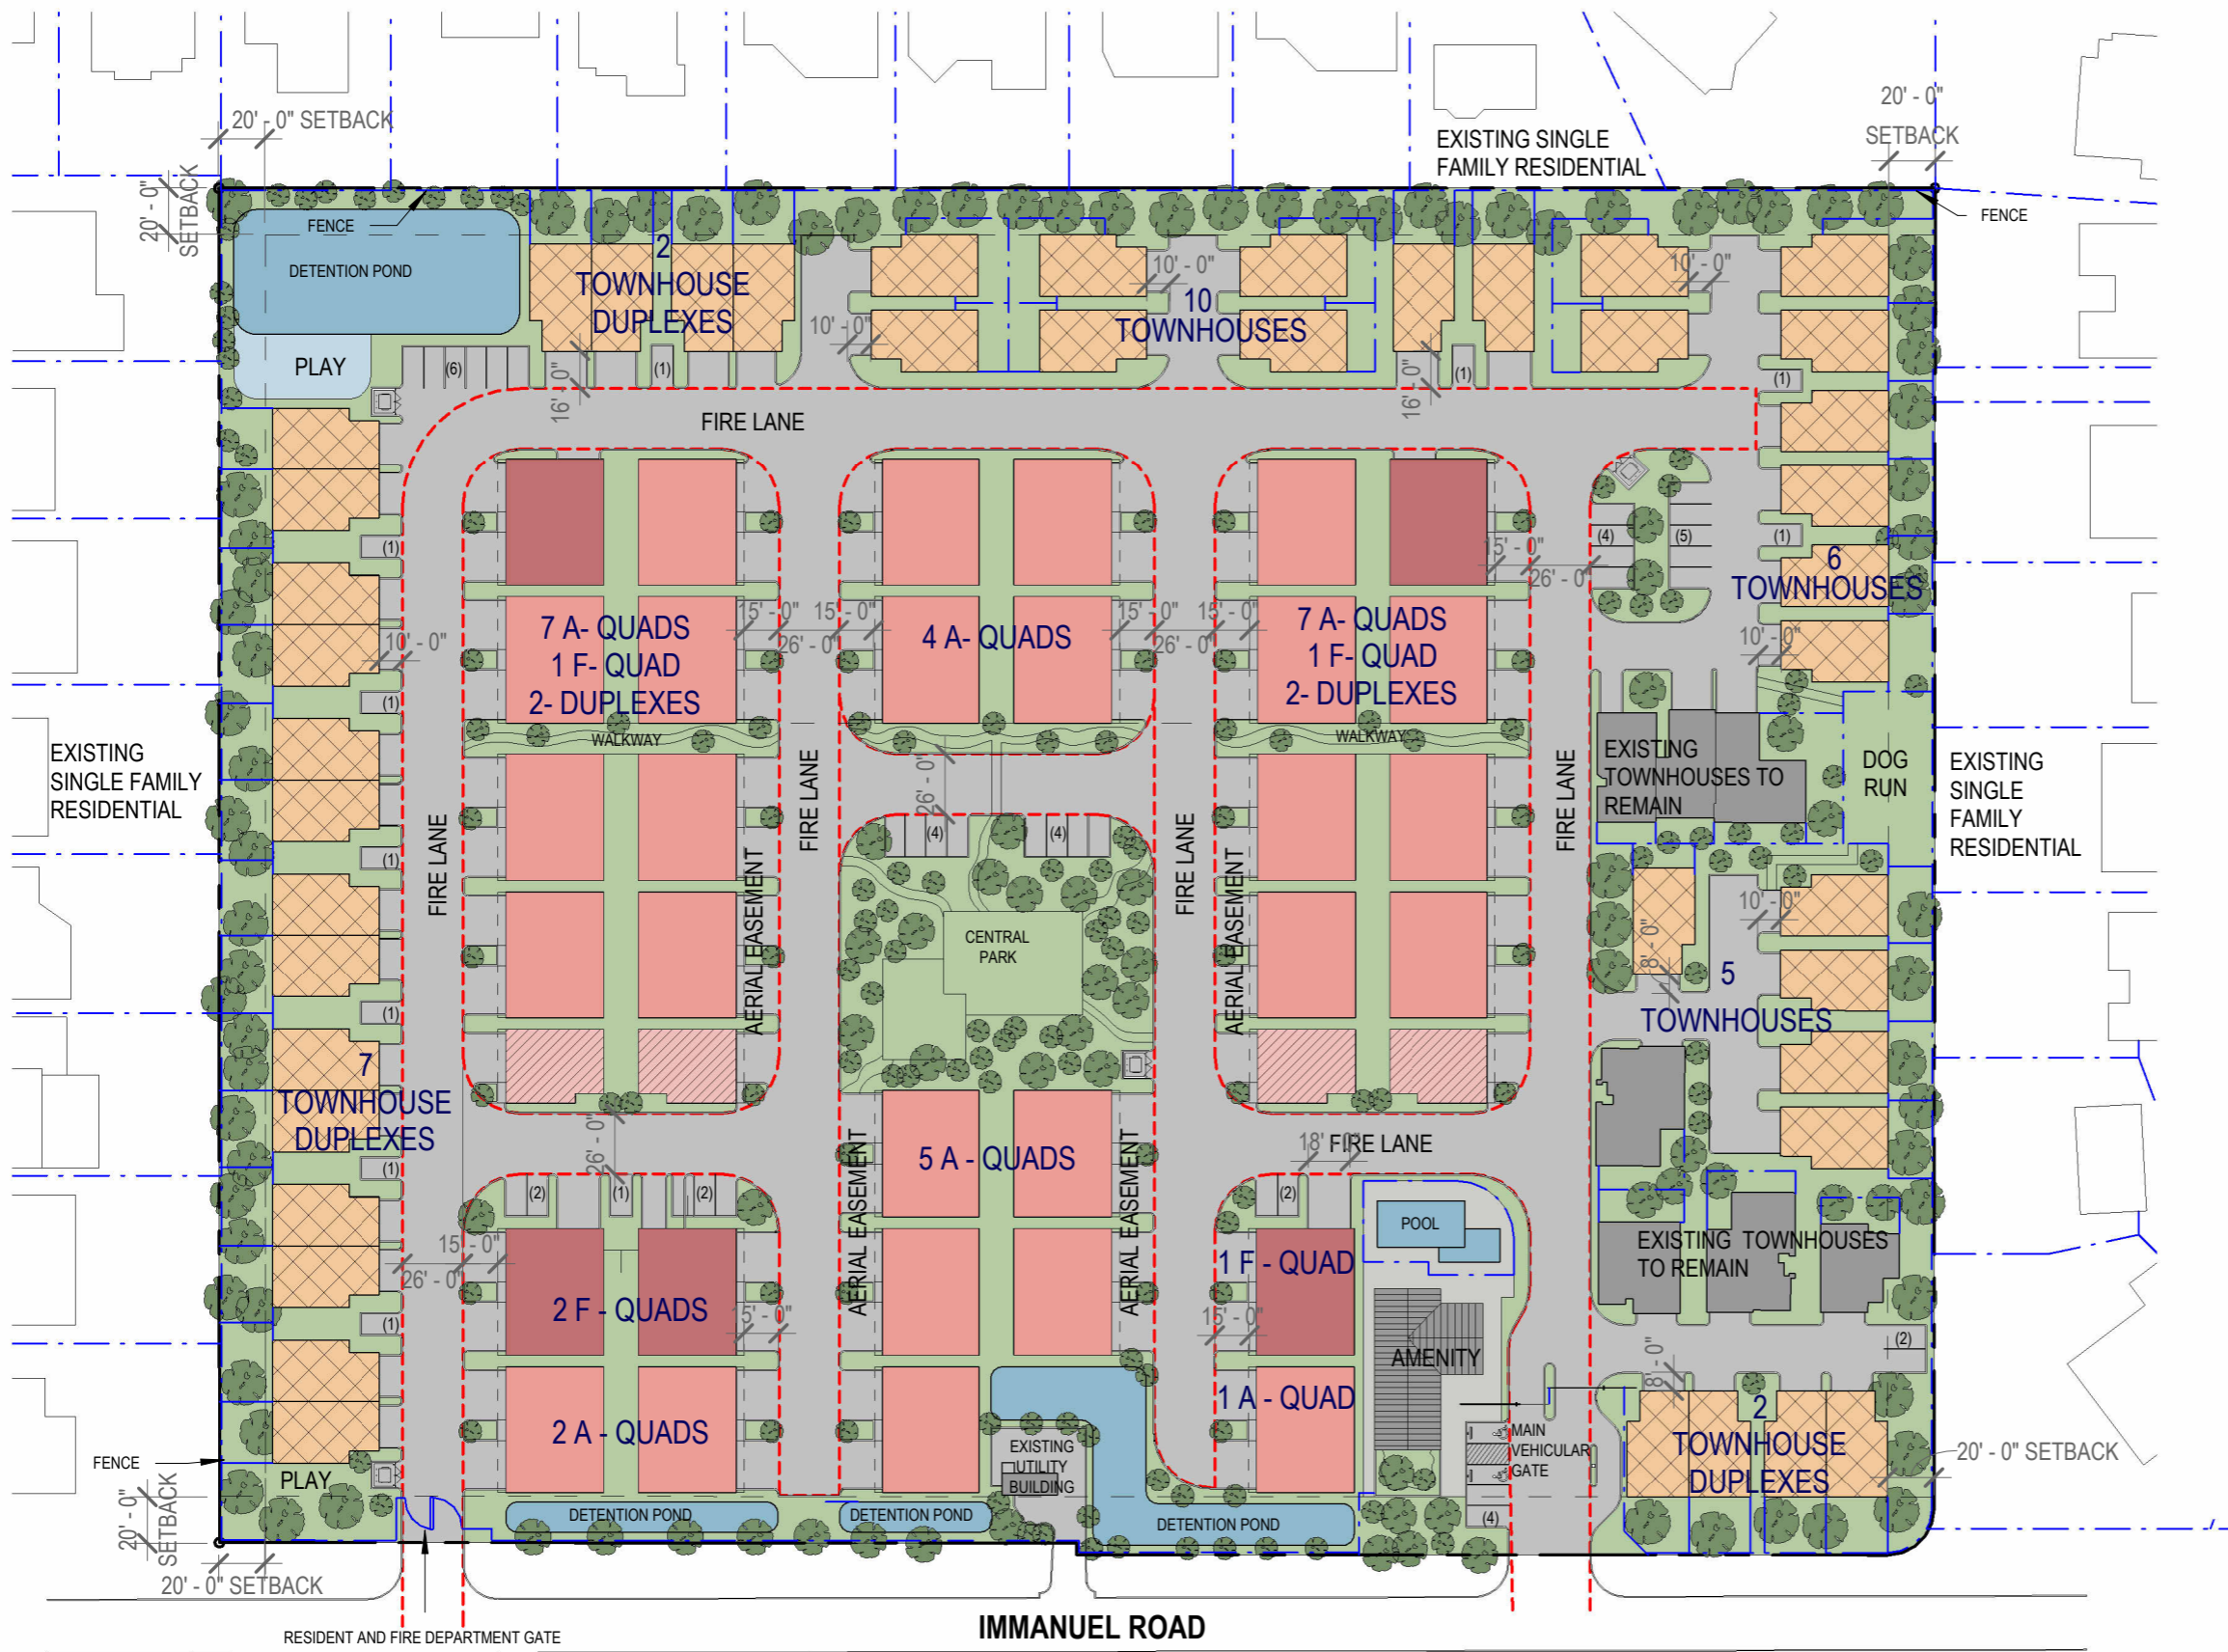 20' - 0" SETBACK
20' - 0"
SETBACK
EXISTING SINGLE
FAMILY RESIDENTIAL
20' - 0"
SETBACK
FENCE
FENCE
DETENTION POND
2
TOWNHOUSE
DUPLEXES
10' - 0"
10
TOWNHOUSES
10' - 0"
10' - 0"
PLAY
(6)
(1)
(1)
(1)
16' - 0"
16' - 0"
FIRE LANE
(1)
(4)
(5)
(1)
15' - 0"
26' - 0"
6
TOWNHOUSES
7 A- QUADS
1 F- QUAD
2- DUPLEXES
15' - 0"
15' - 0"
26' - 0"
4 A- QUADS
15' - 0"
15' - 0"
26' - 0"
7 A- QUADS
1 F- QUAD
2- DUPLEXES
10' - 0"
10' - 0"
(1)
WALKWAY
WALKWAY
EXISTING
SINGLE FAMILY
RESIDENTIAL
EXISTING
TOWNHOUSES TO
REMAIN
DOG
RUN
EXISTING
SINGLE
FAMILY
RESIDENTIAL
26' - 0"
FIRE LANE
FIRE LANE
FIRE LANE
FIRE LANE
(4)
(4)
(1)
AERIAL EASEMENT
AERIAL EASEMENT
CENTRAL
PARK
10' - 0"
8' - 0"
5
TOWNHOUSES
(1)
7
TOWNHOUSE
DUPLEXES
26' - 0"
18' - 0"
FIRE LANE
5 A - QUADS
AERIAL EASEMENT
AERIAL EASEMENT
(1)
(2)
(1)
(2)
(2)
POOL
EXISTING TOWNHOUSES
TO REMAIN
15' - 0"
26' - 0"
2 F - QUADS
15' - 0"
1 F - QUAD
15' - 0"
(1)
AMENITY
(2)
8' - 0"
1 A - QUAD
2 A - QUADS
2
TOWNHOUSE
DUPLEXES
MAIN
VEHICULAR
GATE
EXISTING
UTILITY
BUILDING
20' - 0" SETBACK
FENCE
PLAY
20' - 0"
SETBACK
DETENTION POND
DETENTION POND
DETENTION POND
(4)
20' - 0" SETBACK
IMMANUEL ROAD
RESIDENT AND FIRE DEPARTMENT GATE